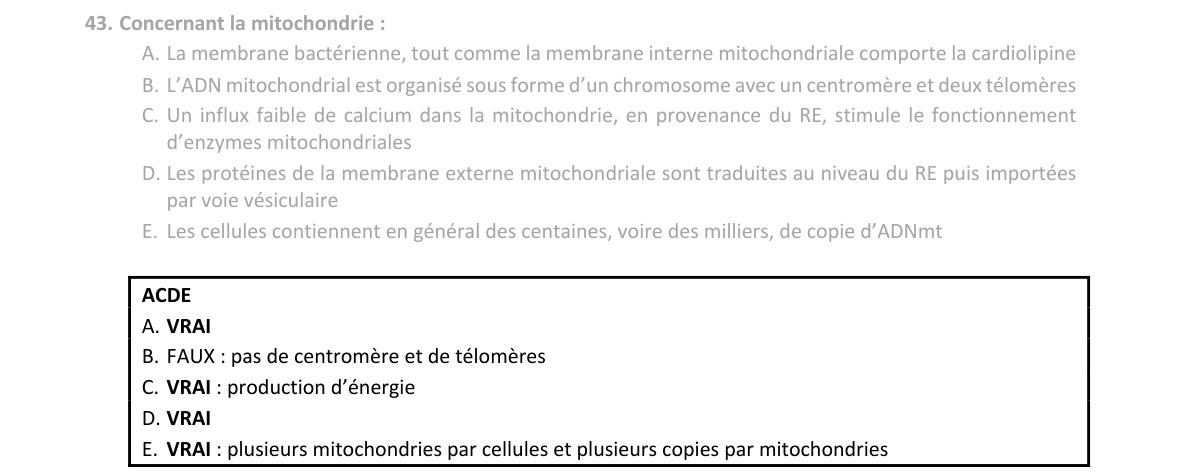 43. Concernant la mitochondrie :
A. La membrane bactérienne, tout comme la membrane interne mitochondriale comporte la cardiolipine
B. L’ADN mitochondrial est organisé sous forme d’un chromosome avec un centromère et deux télomères
C. Un influx faible de calcium dans la mitochondrie, en provenance du RE, stimule le fonctionnement
d’enzymes mitochondriales
D. Les protéines de la membrane externe mitochondriale sont traduites au niveau du RE puis importées
par voie vésiculaire
E. Les cellules contiennent en général des centaines, voire des milliers, de copie d’ADNmt
ACDE
A. VRAI
B. FAUX : pas de centromère et de télomères
C. VRAI : production d’énergie
D. VRAI
E. VRAI : plusieurs mitochondries par cellules et plusieurs copies par mitochondries